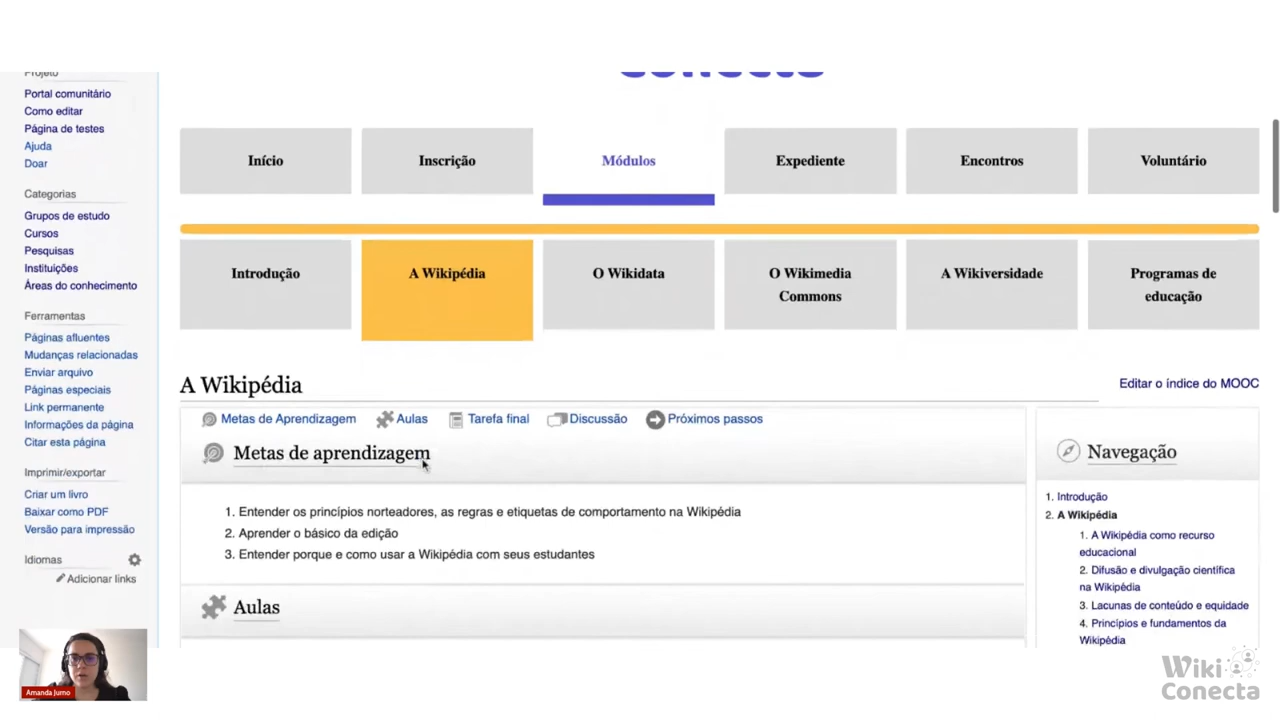 Projeto
Portal comunitário
Como editar
Página de testes
Ajuda
Doar
Categorias
Grupos de estudo
Cursos
Pesquisas
Instituições
Áreas do conhecimento
Ferramentas
Páginas afluentes
Mudanças relacionadas
Enviar arquivo
Páginas especiais
Link permanente
Informações da página
Citar esta página
Imprimir/exportar
Criar um livro
Baixar como PDF
Versão para impressão
Idiomas
Adicionar links
Início
Inscrição
Módulos
Expediente
Encontros
Voluntário
Introdução
A Wikipédia
O Wikidata
O Wikimedia
Commons
A Wikiversidade
Programas de
educação
A Wikipédia
Editar o índice do MOOC
Metas de Aprendizagem Aulas Tarefa final Discussão Próximos passos
Metas de aprendizagem
1. Entender os princípios norteadores, as regras e etiquetas de comportamento na Wikipédia
2. Aprender o básico da edição
3. Entender porque e como usar a Wikipédia com seus estudantes
Aulas
Navegação
1. Introdução
2. A Wikipédia
1. A Wikipédia como recurso
educacional
2. Difusão e divulgação científica
na Wikipédia
3. Lacunas de conteúdo e equidade
4. Princípios e fundamentos da
Wikipédia
Amanda Jurno
Wiki
Conecta